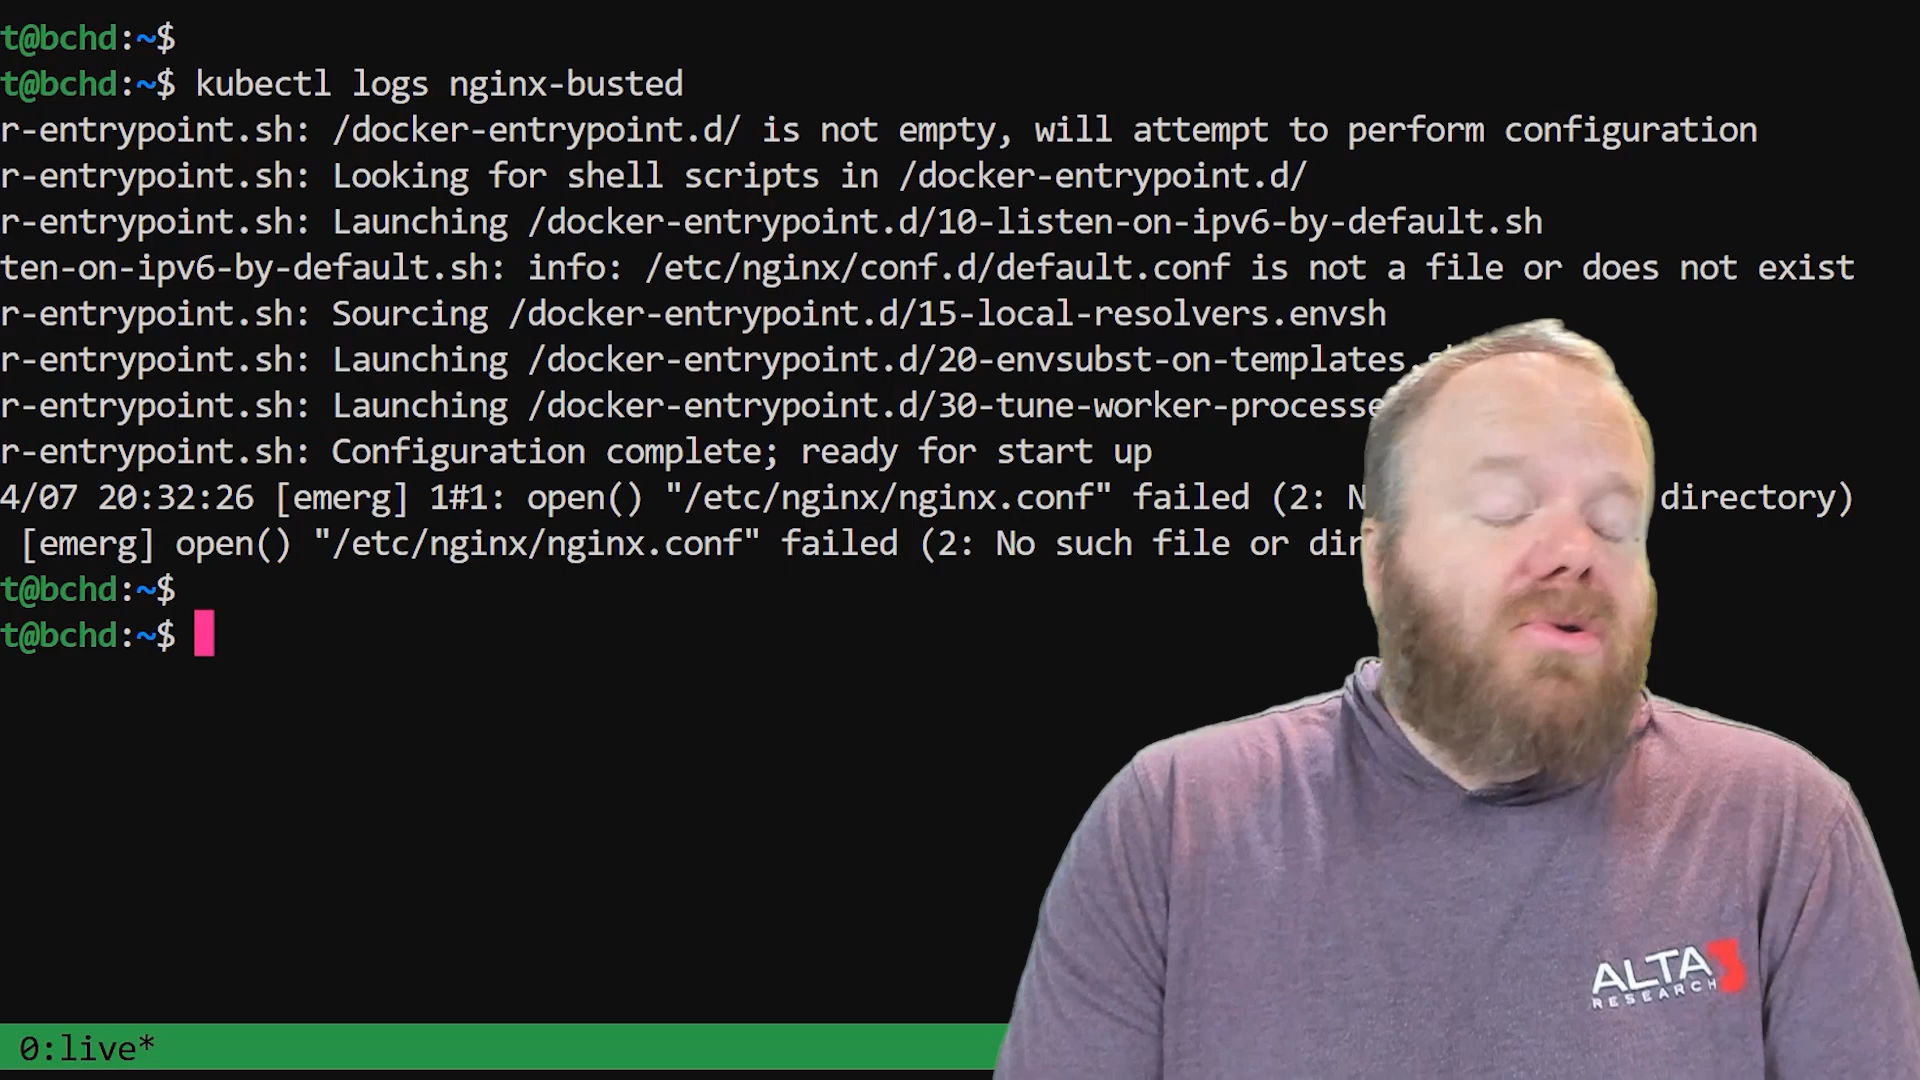 t@bchd:~$
t@bchd:~$ kubectl logs nginx-busted
r-entrypoint.sh: /docker-entrypoint.d/ is not empty, will attempt to perform configuration
r-entrypoint.sh: Looking for shell scripts in /docker-entrypoint.d/
r-entrypoint.sh: Launching /docker-entrypoint.d/10-listen-on-ipv6-by-default.sh
ten-on-ipv6-by-default.sh: info: /etc/nginx/conf.d/default.conf is not a file or does not exist
r-entrypoint.sh: Sourcing /docker-entrypoint.d/15-local-resolvers.envsh
r-entrypoint.sh: Launching /docker-entrypoint.d/20-envsubst-on-templates.
r-entrypoint.sh: Launching /docker-entrypoint.d/30-tune-worker-processe
r-entrypoint.sh: Configuration complete; ready for start up
4/07 20:32:26 [emerg] 1#1: open() "/etc/nginx/nginx.conf" failed (2: directory)
[emerg] open() "/etc/nginx/nginx.conf" failed (2: No such file or dir
t@bchd:~$
t@bchd:~$
ALTA3
RESEARCH
0:live*